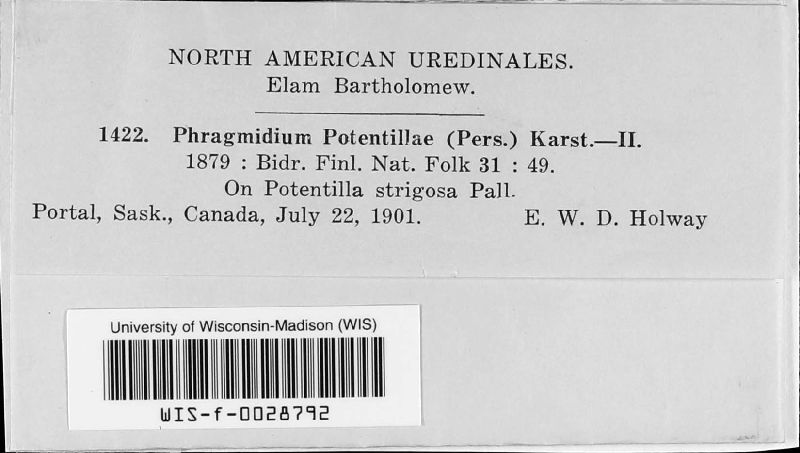 NORTH AMERICAN UREDINALES.
Elam Bartholomew.
1422. Phragmidium Potentillae (Pers.) Karst.—II.
1879 : Bidr. Finl. Nat. Folk 31 : 49.
On Potentilla strigosa Pall.
Portal, Sask., Canada, July 22, 1901. E. W. D. Holway
University of Wisconsin-Madison (WIS)
WIS-f-0028792